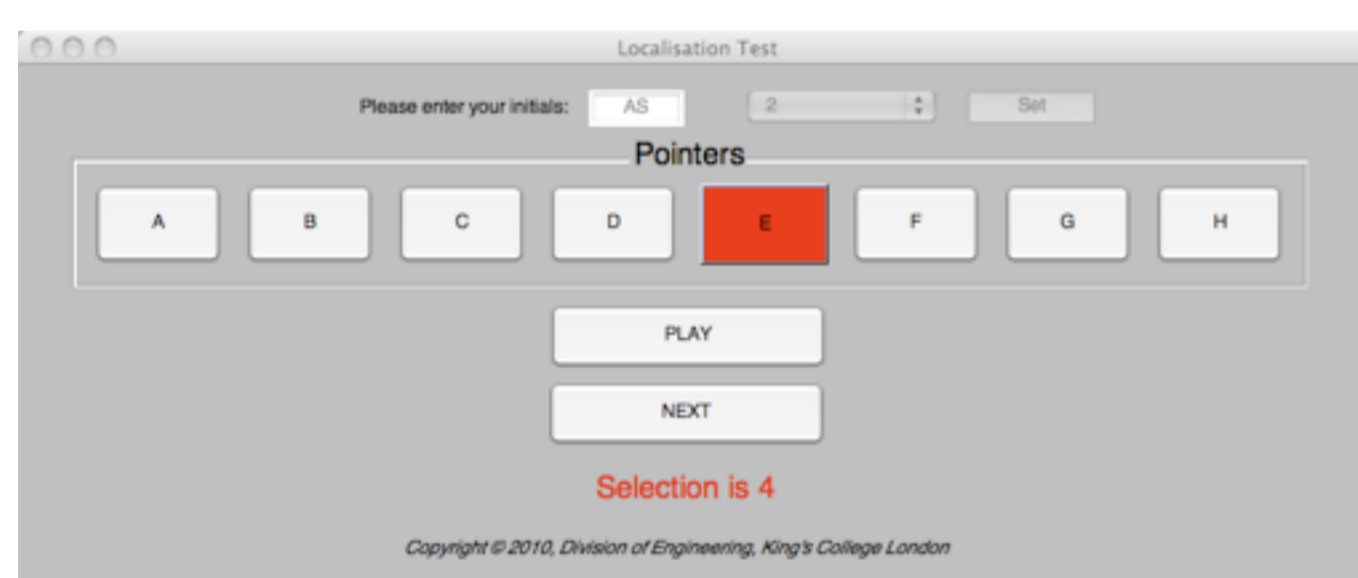 Localisation Test
Please enter your initials: AS 2 Set
Pointers
A B C D E F G H
PLAY
NEXT
Selection is 4
Copyright © 2010, Division of Engineering, King's College London